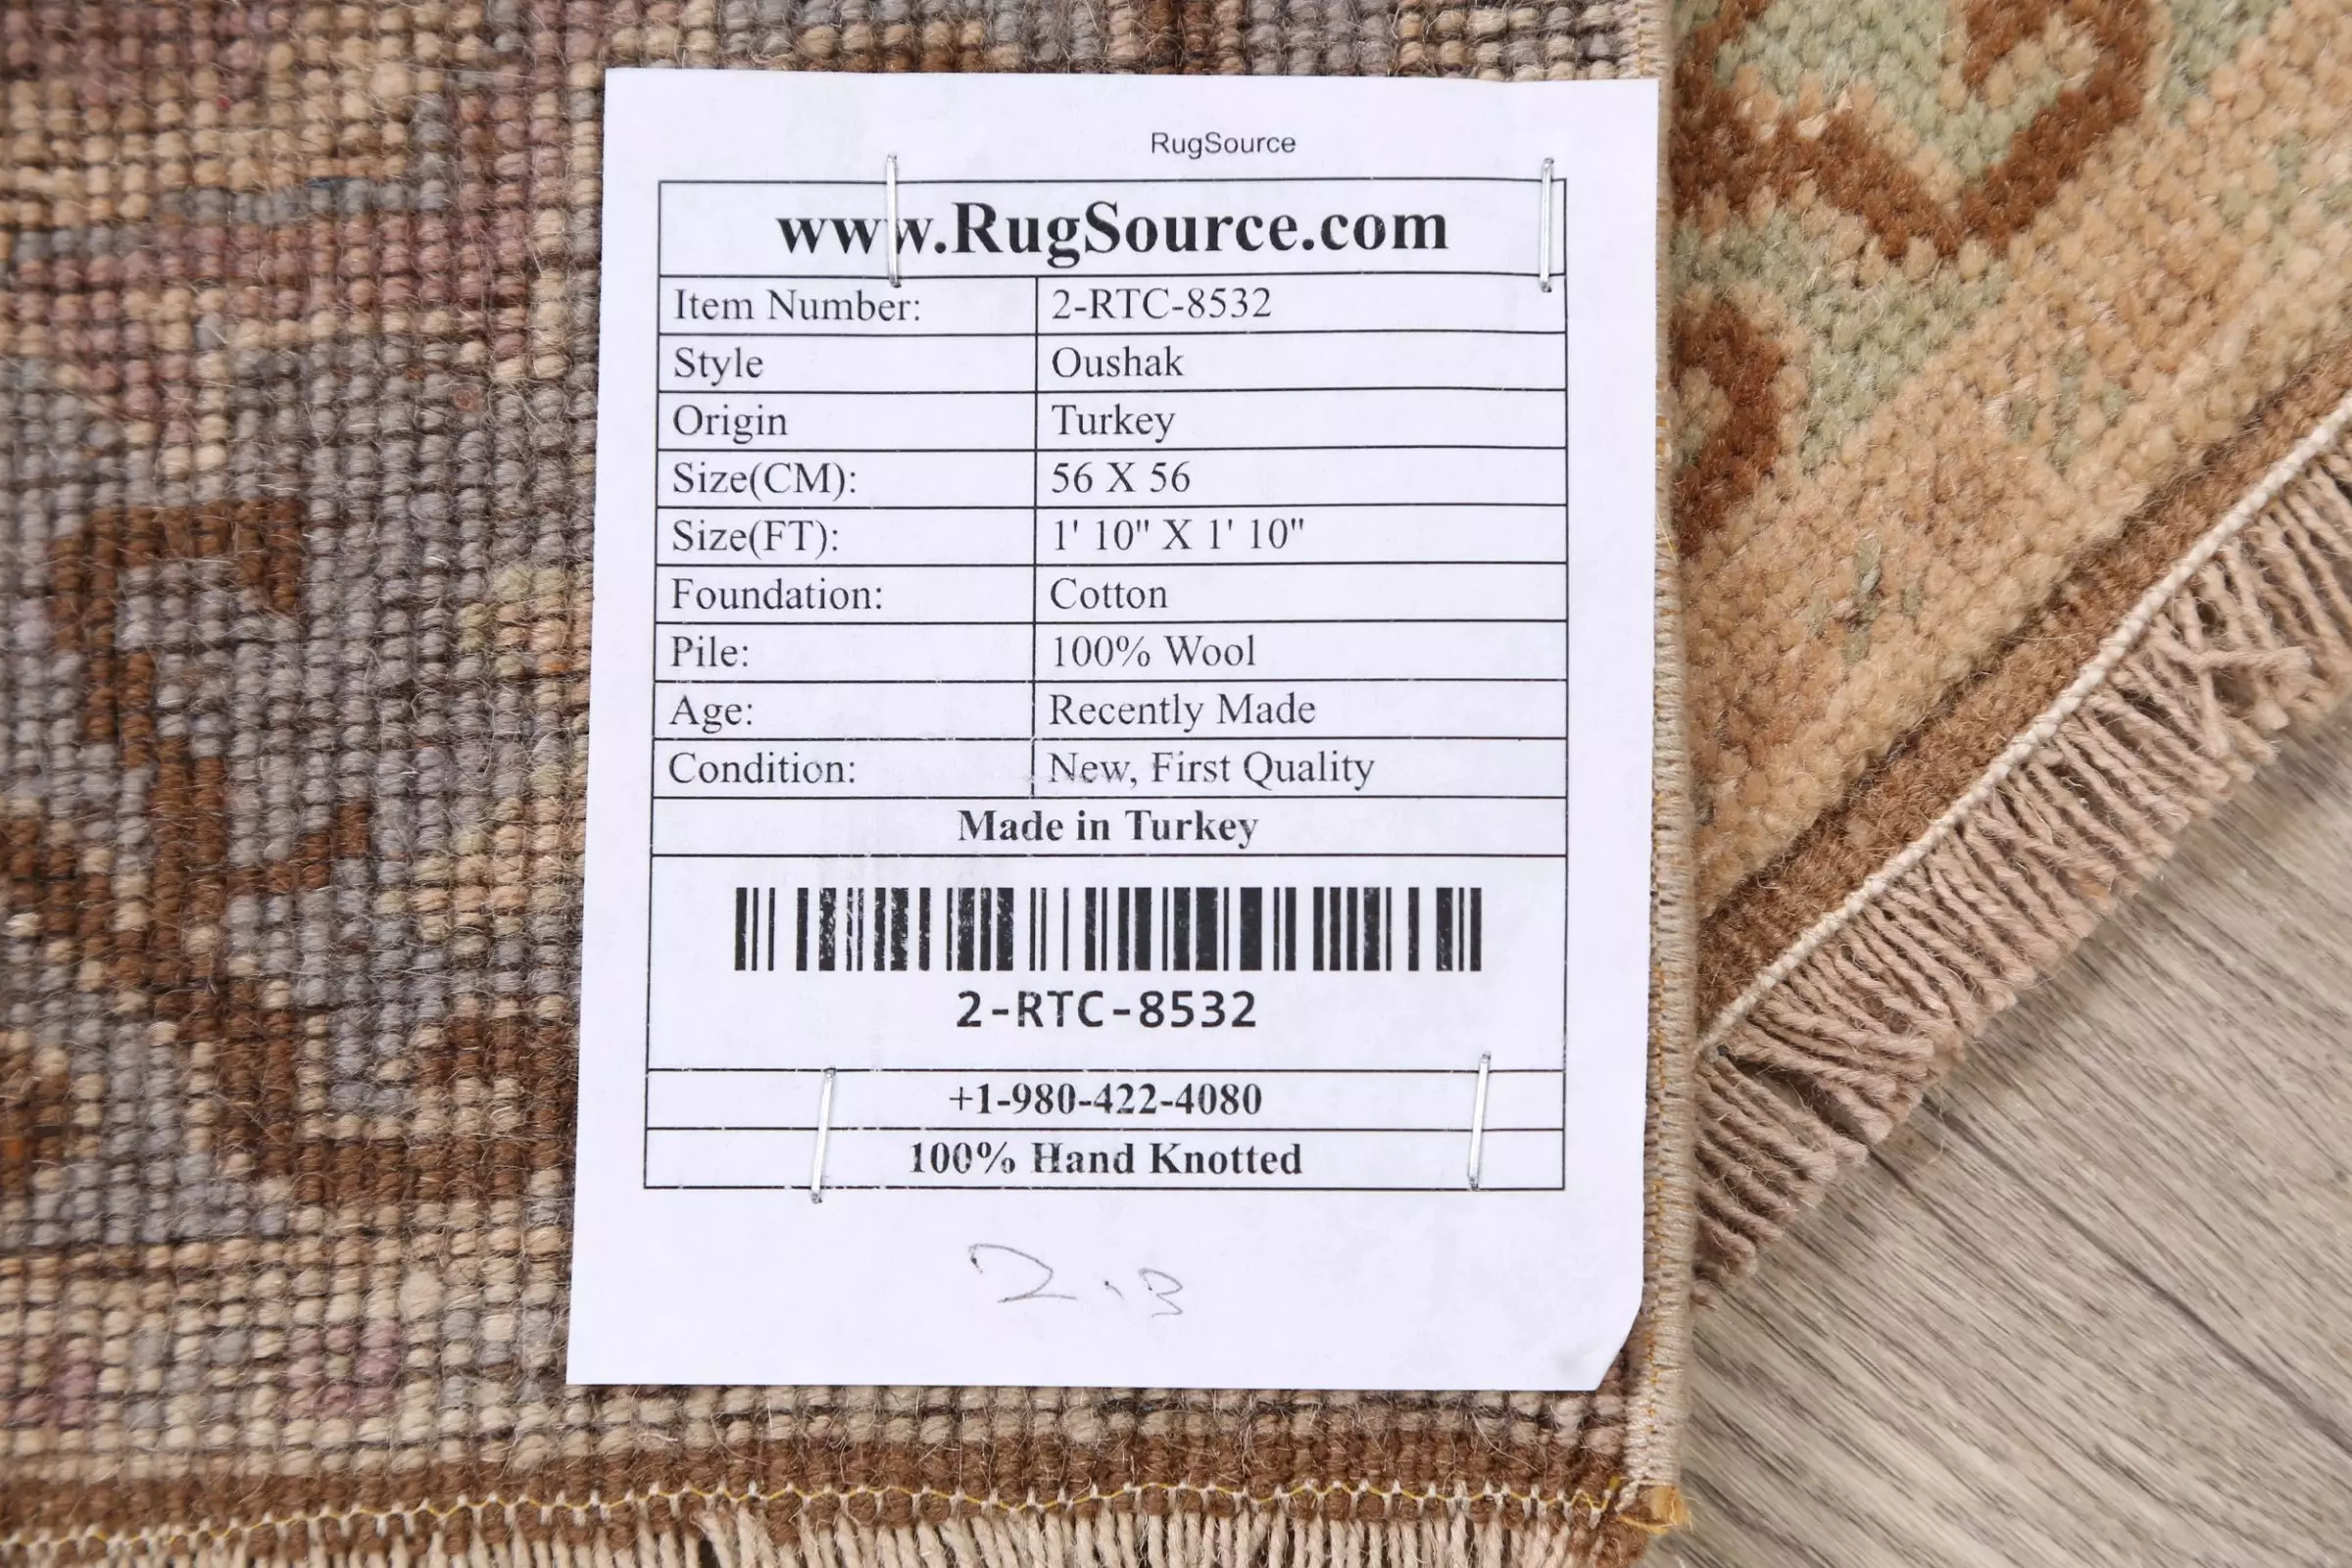 RugSource
www.RugSource.com
Item Number: 2-RTC-8532
Style Oushak
Origin Turkey
Size(CM): 56 X 56
Size(FT): 1' 10" X 1' 10"
Foundation: Cotton
Pile: 100% Wool
Age: Recently Made
Condition: New, First Quality
Made in Turkey
2-RTC-8532
+1-980-422-4080
100% Hand Knotted
2.3